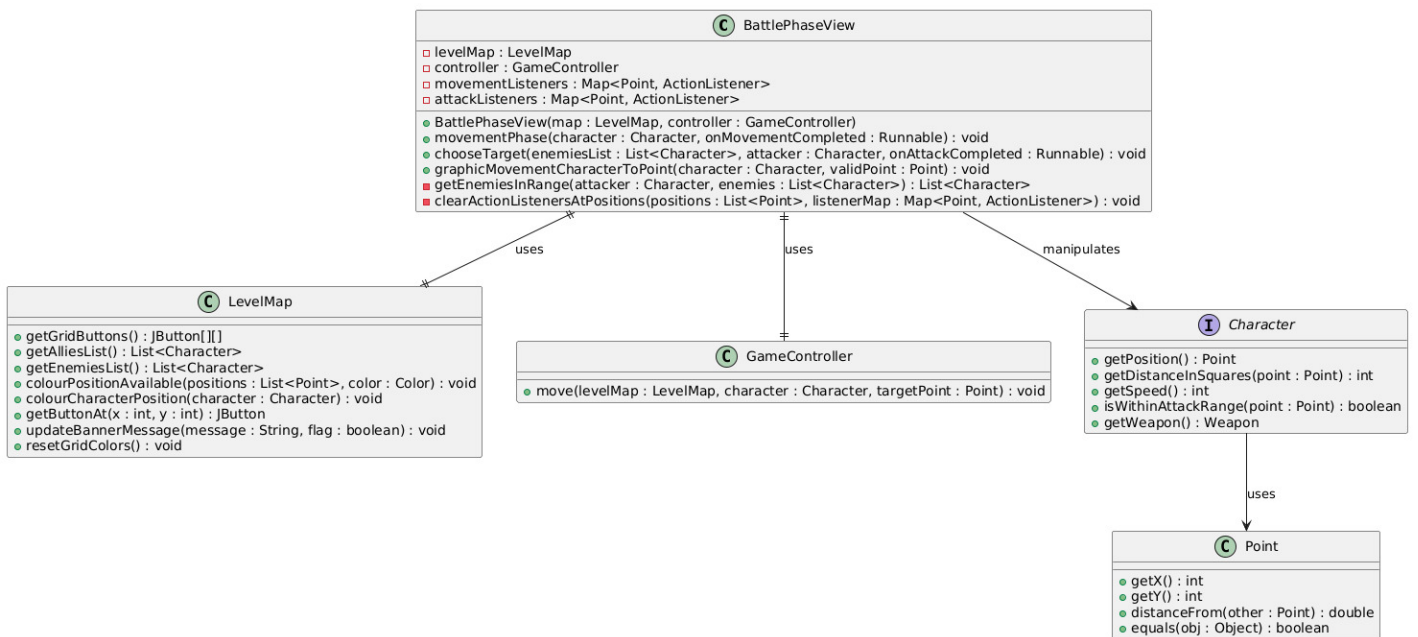 C BattlePhaseView
levelMap : LevelMap
controller : GameController
movementListeners : Map<Point, ActionListener>
attackListeners : Map<Point, ActionListener>
BattlePhaseView(map : LevelMap, controller : GameController)
movementPhase(character : Character, onMovementCompleted : Runnable) : void
chooseTarget(enemiesList : List<Character>, attacker : Character, onAttackCompleted : Runnable) : void
graphicMovementCharacterToPoint(character : Character, validPoint : Point) : void
getEnemiesInRange(attacker : Character, enemies : List<Character>) : List<Character>
clearActionListenersAtPositions(positions : List<Point>, listenerMap : Map<Point, ActionListener>) : void
uses
uses
manipulates
C LevelMap
getGridButtons() : JButton[][]
getAlliesList() : List<Character>
getEnemiesList() : List<Character>
colourPositionAvailable(positions : List<Point>, color : Color) : void
colourCharacterPosition(character : Character) : void
getButtonAt(x : int, y : int) : JButton
updateBannerMessage(message : String, flag : boolean) : void
resetGridColors() : void
C GameController
move(levelMap : LevelMap, character : Character, targetPoint : Point) : void
I Character
getPosition() : Point
getDistanceInSquares(point : Point) : int
getSpeed() : int
isWithinAttackRange(point : Point) : boolean
getWeapon() : Weapon
uses
C Point
getX() : int
getY() : int
distanceFrom(other : Point) : double
equals(obj : Object) : boolean